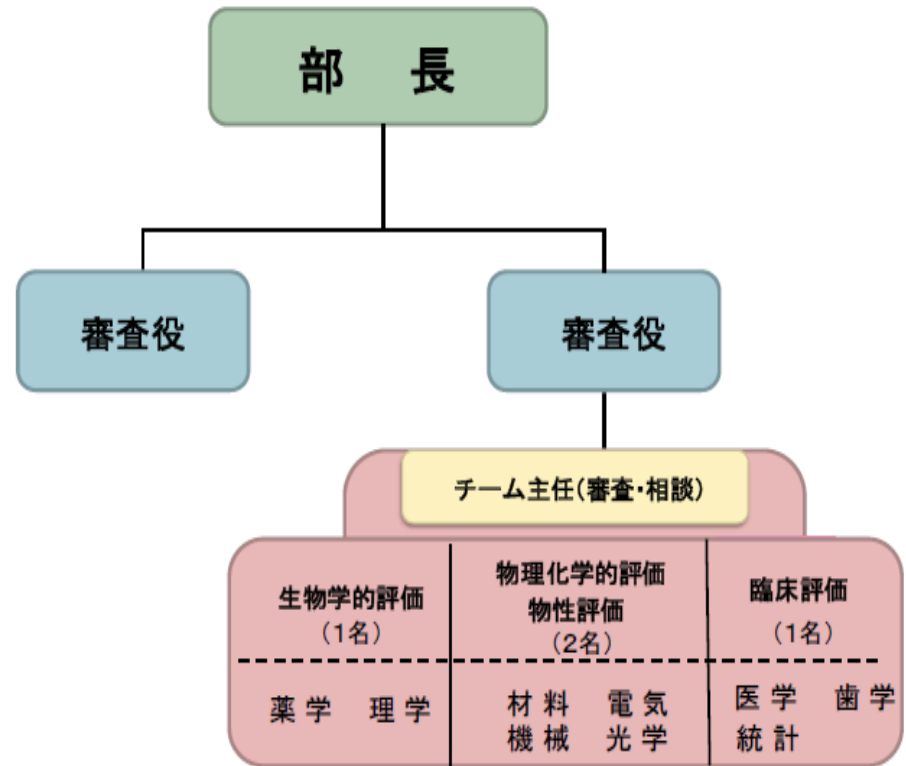 部　長
審査役
審査役
チーム主任(審査・相談)
生物学的評価
（1名）
薬学　理学
物理化学的評価
物性評価
（2名）
材料　電気
機械　光学
臨床評価
（1名）
医学　歯学
統計